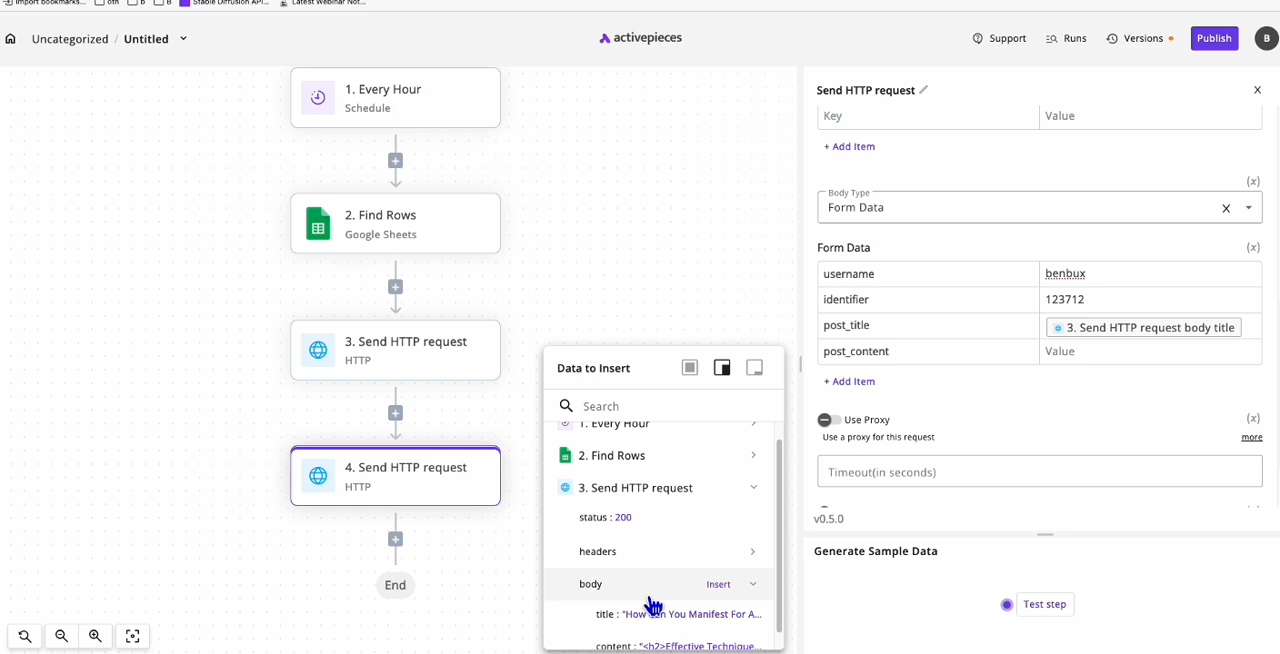 Import bookmarks...
oth
b
B
Stable Diffusion API...
Latest Webinar Not...
Uncategorized / Untitled
activepieces
Support
Runs
Versions
Publish
B
1. Every Hour
Schedule
2. Find Rows
Google Sheets
3. Send HTTP request
HTTP
4. Send HTTP request
HTTP
End
Data to Insert
Search
1. Every Hour
2. Find Rows
3. Send HTTP request
status : 200
headers
body
Insert
title : "How Can You Manifest For A...
content : "<h2>Effective Technique...
Send HTTP request
Key
Value
+ Add Item
(x)
Body Type
Form Data
X
Form Data
(x)
username
benbux
identifier
123712
post_title
3. Send HTTP request body title
post_content
Value
+ Add Item
Use Proxy
(x)
Use a proxy for this request
more
Timeout(in seconds)
v0.5.0
Generate Sample Data
Test step